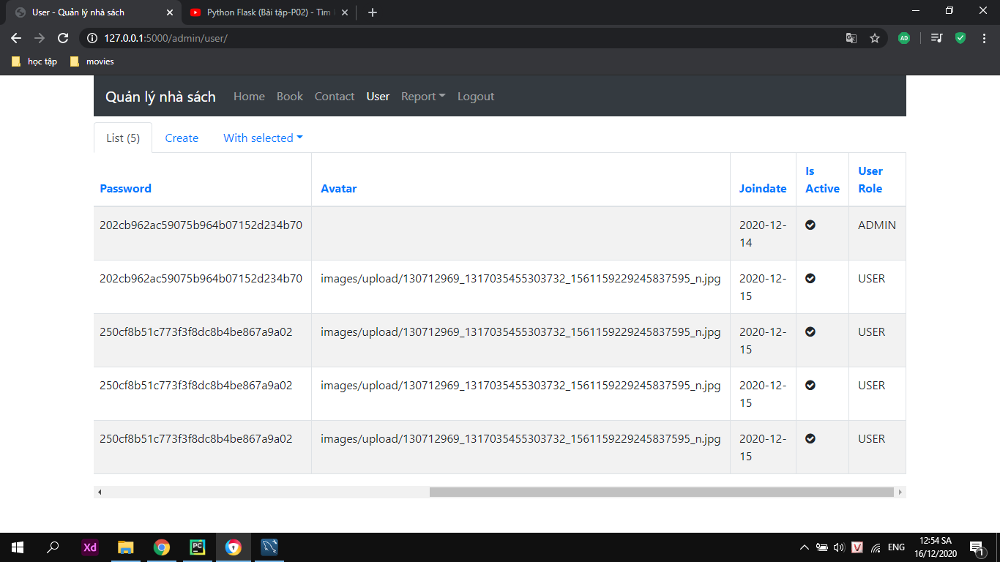 User - Quản lý nhà sách
Python Flask (Bài tập-P02) - Tìm
127.0.0.1:5000/admin/user/
AD
học tập
movies
Quản lý nhà sách Home Book Contact User Report Logout
List (5) Create With selected
Password Avatar Joindate Is Active User Role
202cb962ac59075b964b07152d234b70 2020-12-14 ADMIN
202cb962ac59075b964b07152d234b70 images/upload/130712969_1317035455303732_1561159229245837595_n.jpg 2020-12-15 USER
250cf8b51c773f3f8dc8b4be867a9a02 images/upload/130712969_1317035455303732_1561159229245837595_n.jpg 2020-12-15 USER
250cf8b51c773f3f8dc8b4be867a9a02 images/upload/130712969_1317035455303732_1561159229245837595_n.jpg 2020-12-15 USER
250cf8b51c773f3f8dc8b4be867a9a02 images/upload/130712969_1317035455303732_1561159229245837595_n.jpg 2020-12-15 USER
Xd
PC
V
ENG
12:54 SA
16/12/2020
1